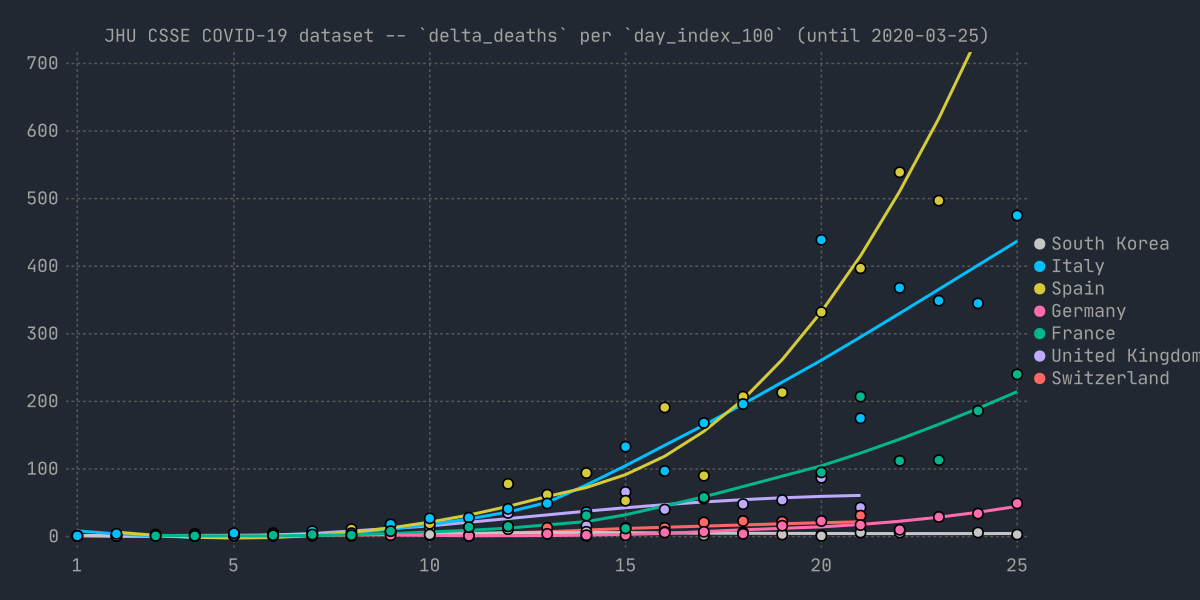 JHU CSSE COVID-19 dataset -- `delta_deaths` per `day_index_100` (until 2020-03-25)
700
600
500
400
300
200
100
0
1 5 10 15 20 25
South Korea
Italy
Spain
Germany
France
United Kingdom
Switzerland